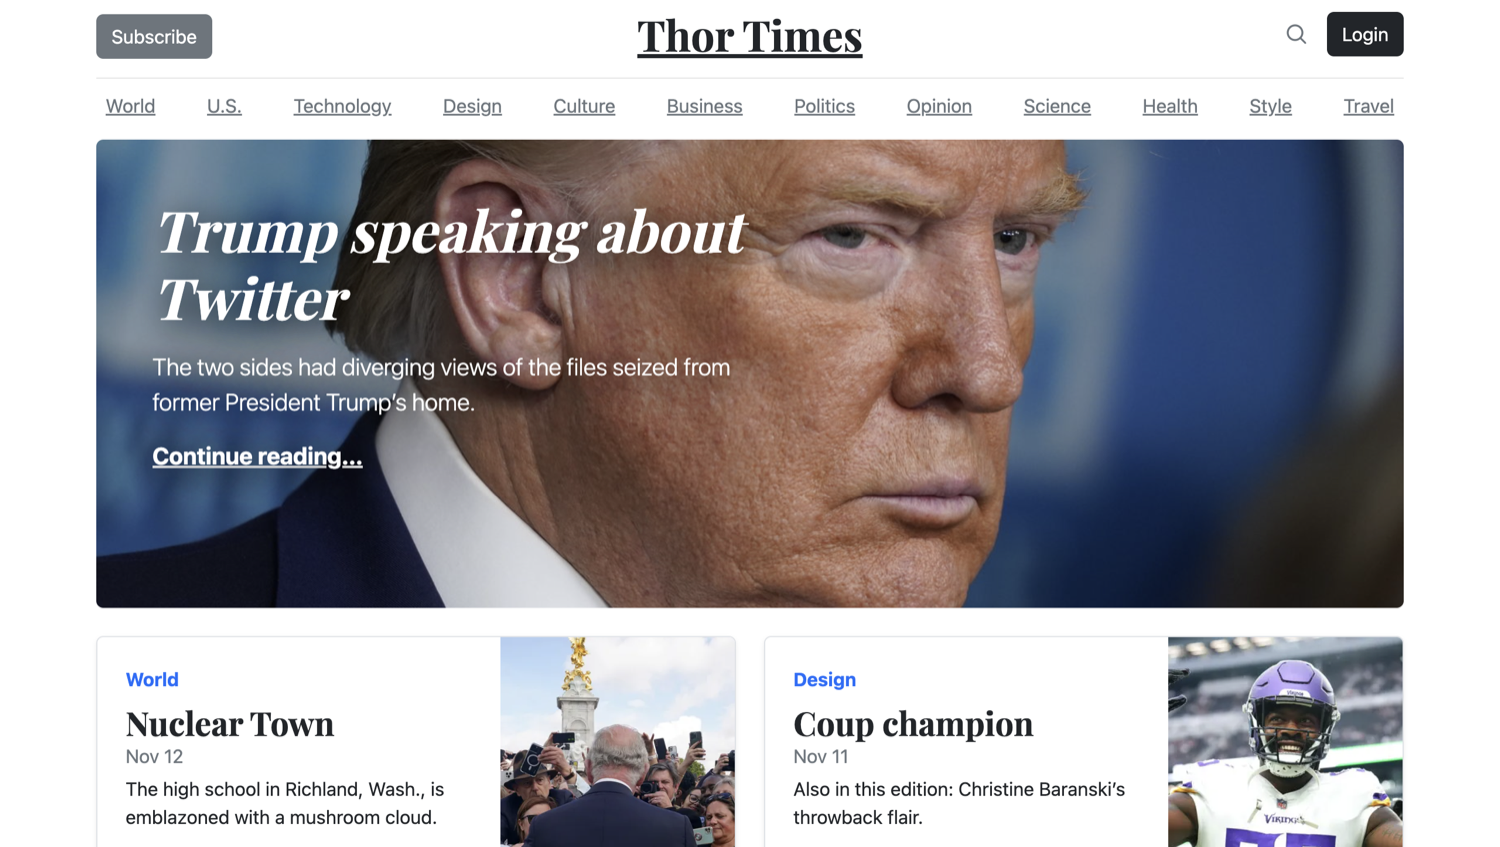 Subscribe
Thor Times
Login
World U.S. Technology Design Culture Business Politics Opinion Science Health Style Travel
Trump speaking about
Twitter
The two sides had diverging views of the files seized from
former President Trump’s home.
Continue reading...
World
Nuclear Town
Nov 12
The high school in Richland, Wash., is
emblazoned with a mushroom cloud.
Design
Coup champion
Nov 11
Also in this edition: Christine Baranski’s
throwback flair.
VIKINGS